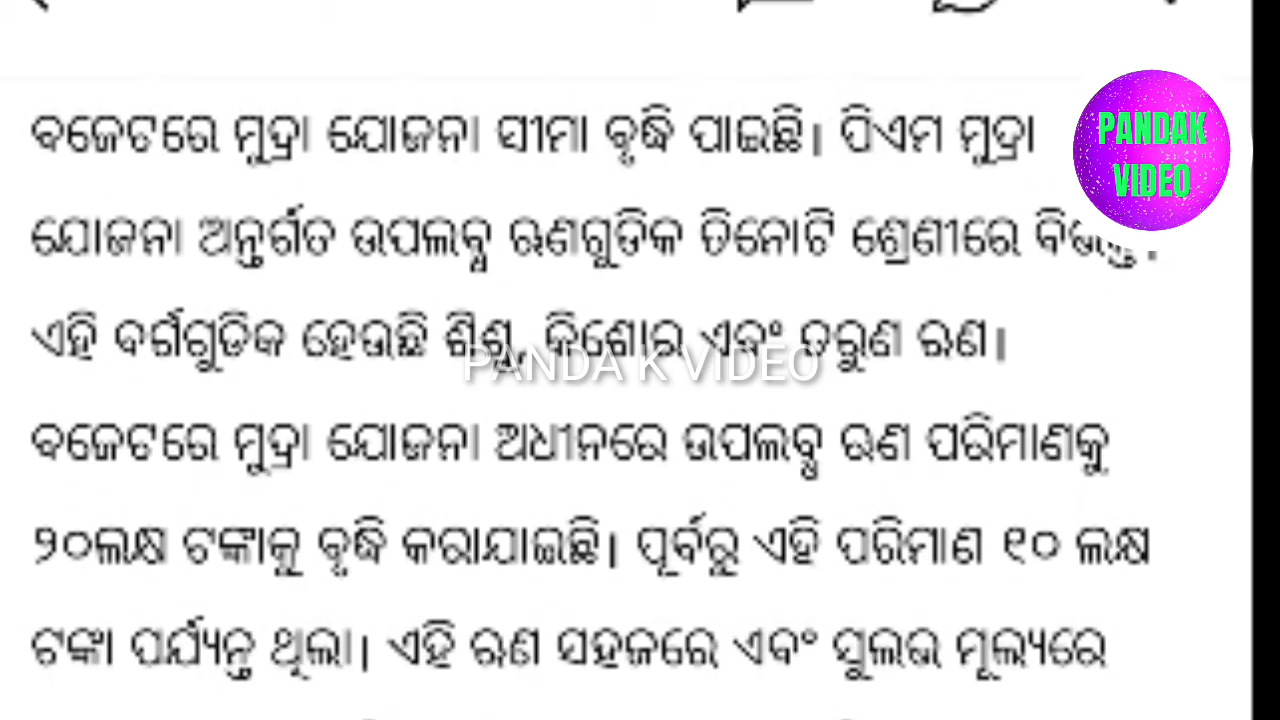 ବଜେଟରେ ମୁଦ୍ରା ଯୋଜନା ସୀମା ବୃଦ୍ଧି ପାଇଛି। ପିଏମ ମୁଦ୍ରା
PANDAK
VIDEO
ଯୋଜନା ଅନ୍ତର୍ଗତ ଉପଲବ୍ଧ ଋଣଗୁଡିକ ତିନୋଟି ଶ୍ରେଣୀରେ
ଏହି ବର୍ଗଗୁଡିକ ହେଉଛି ଶିଶୁ, କିଶୋର ଏବଂ ତରୁଣ ଋଣ।
PANDA K VIDEO
ବଜେଟରେ ମୁଦ୍ରା ଯୋଜନା ଅଧୀନରେ ଉପଲବ୍ଧ ଋଣ ପରିମାଣକୁ
୨୦ଲକ୍ଷ ଟଙ୍କାକୁ ବୃଦ୍ଧି କରାଯାଇଛି। ପୂର୍ବରୁ ଏହି ପରିମାଣ ୧୦ ଲକ୍ଷ
ଟଙ୍କା ପର୍ଯ୍ୟନ୍ତ ଥିଲା। ଏହି ଋଣ ସହଜରେ ଏବଂ ସୁଲଭ ମୂଲ୍ୟରେ